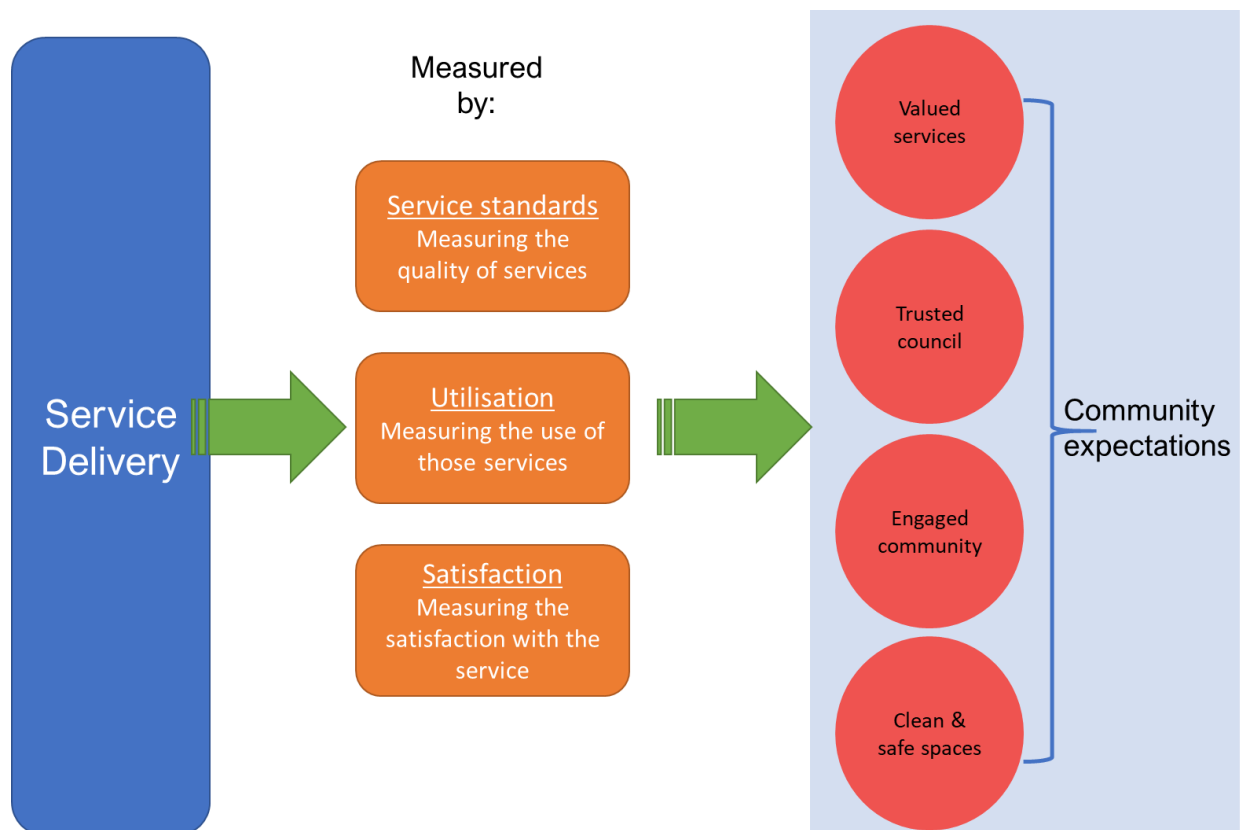 Service
Delivery
Measured
by:
Service standards
Measuring the
quality of services
Utilisation
Measuring the use of
those services
Satisfaction
Measuring the
satisfaction with the
service
Valued
services
Trusted
council
Engaged
community
Clean &
safe spaces
Community
expectations